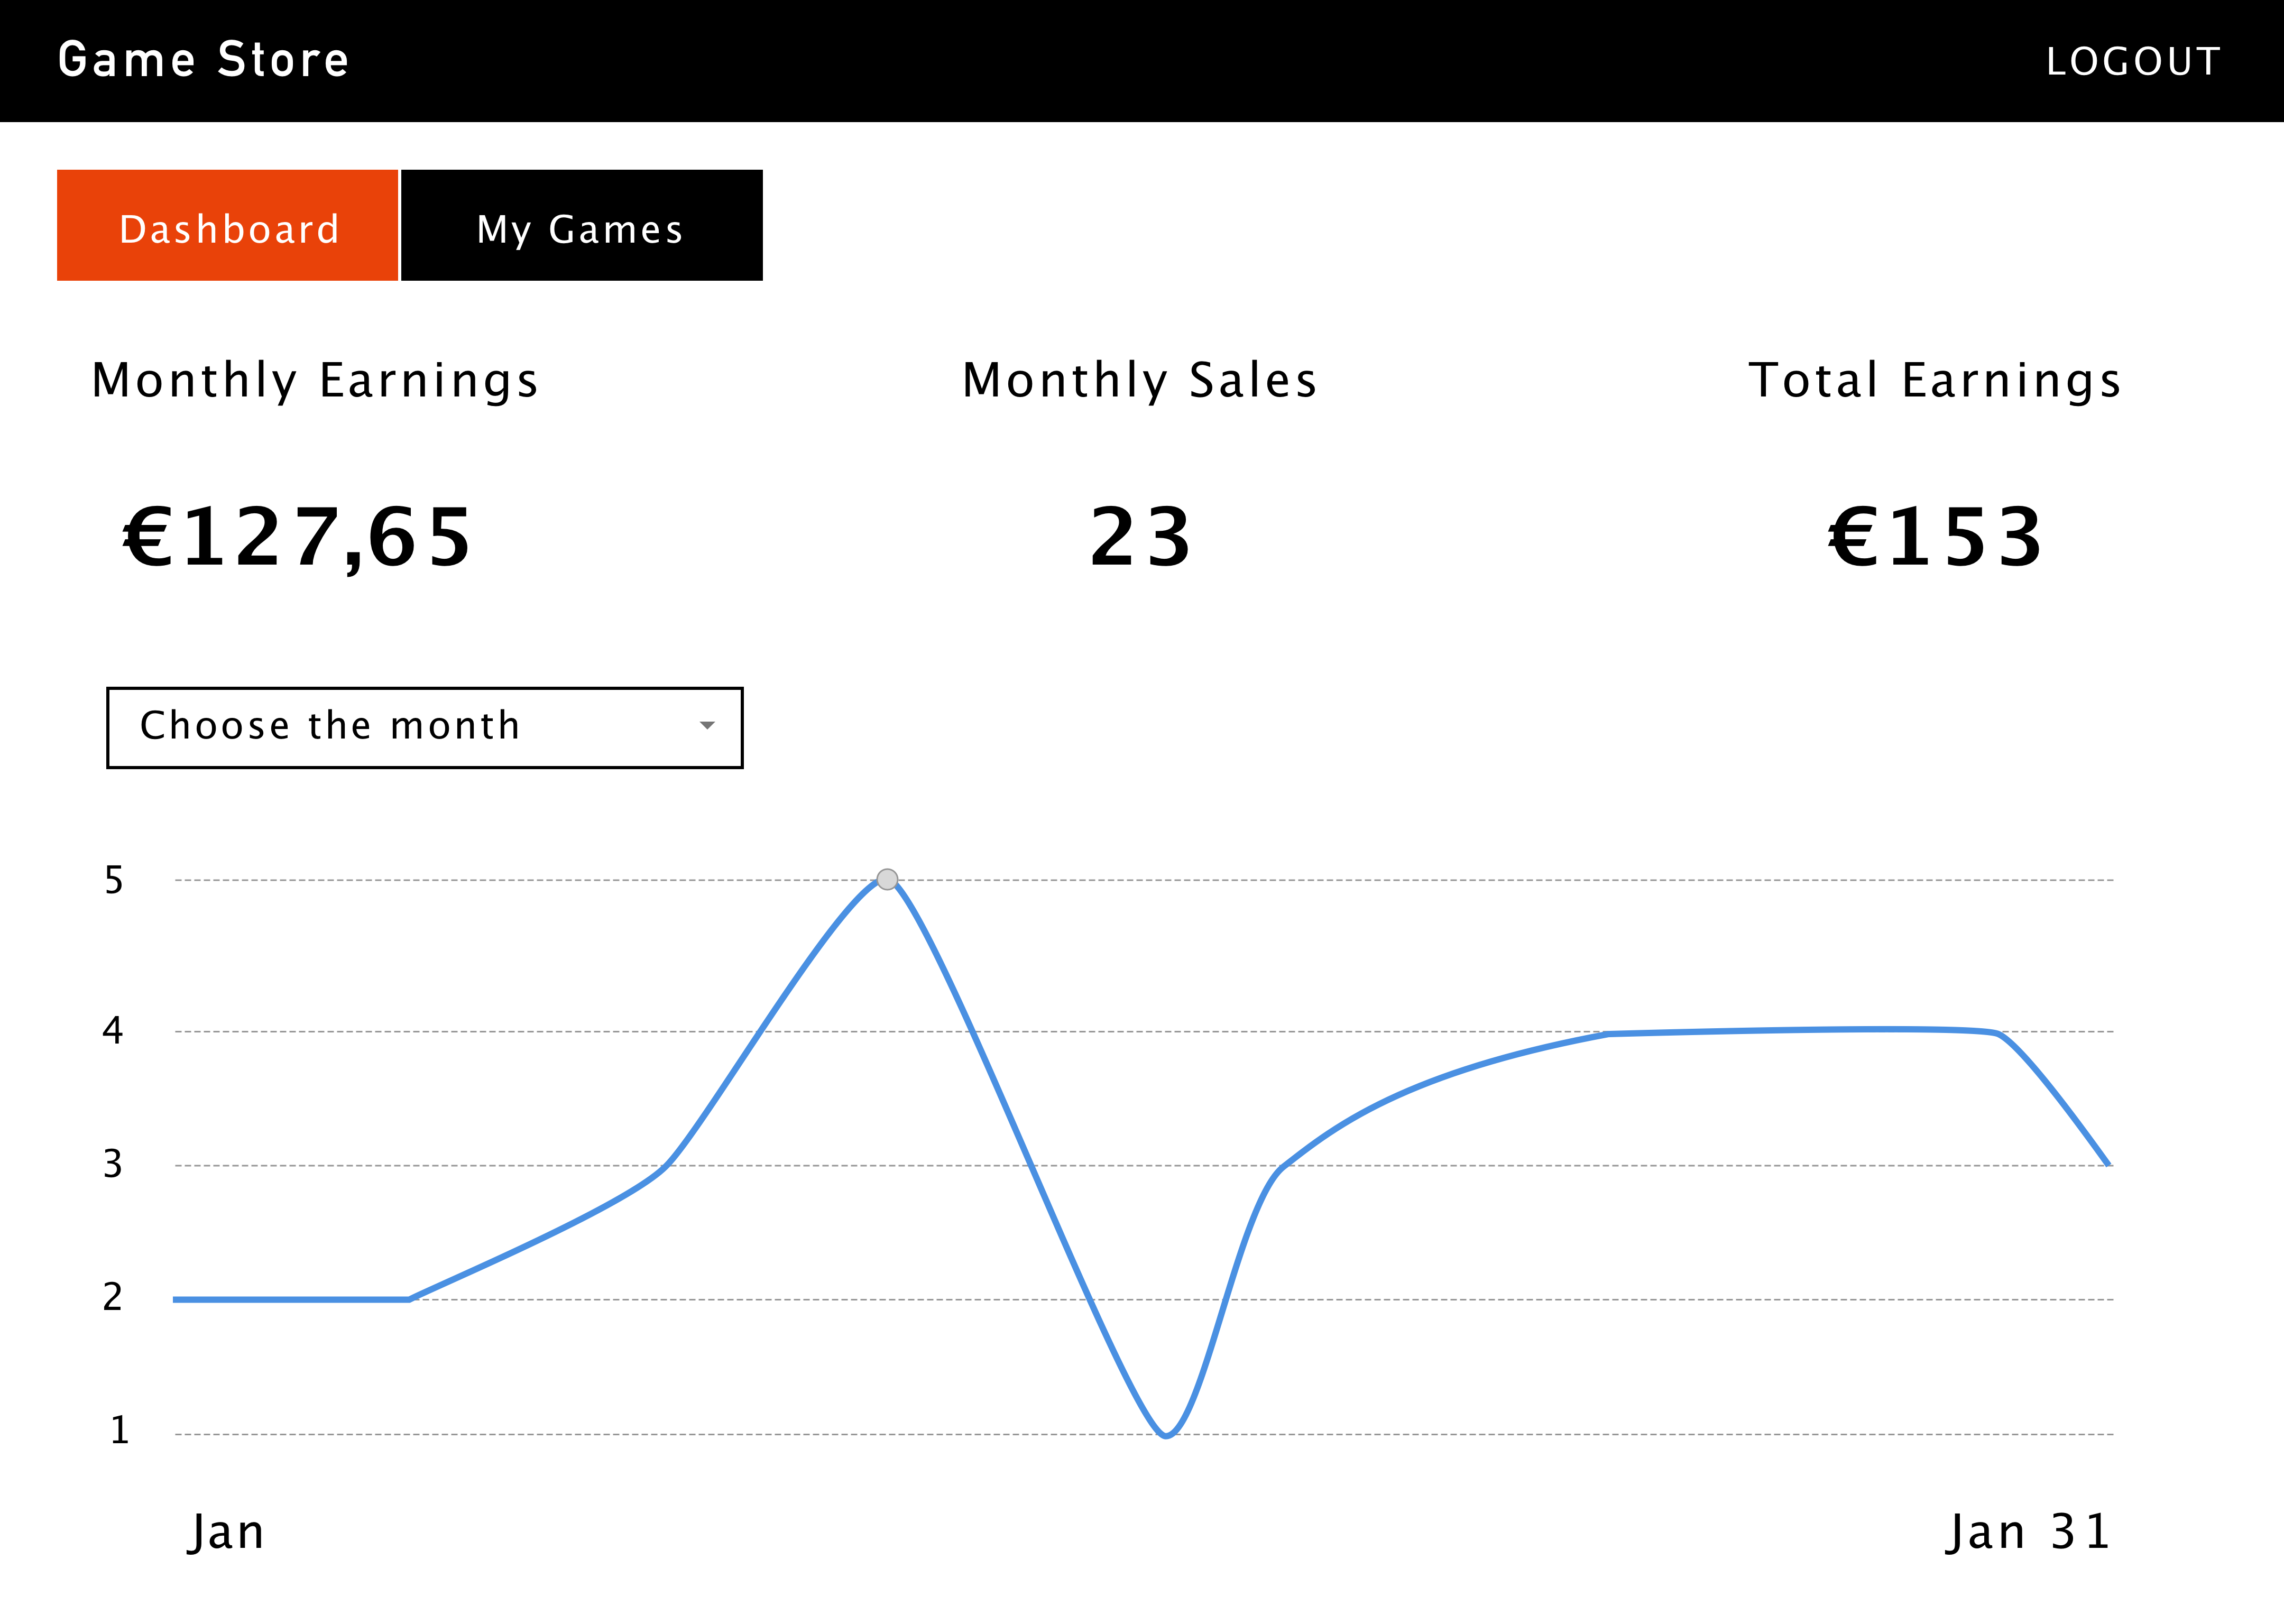 Game Store
LOGOUT
Dashboard
My Games
Monthly Earnings
Monthly Sales
Total Earnings
€127,65
23
€153
Choose the month
5
4
3
2
1
Jan
Jan 31